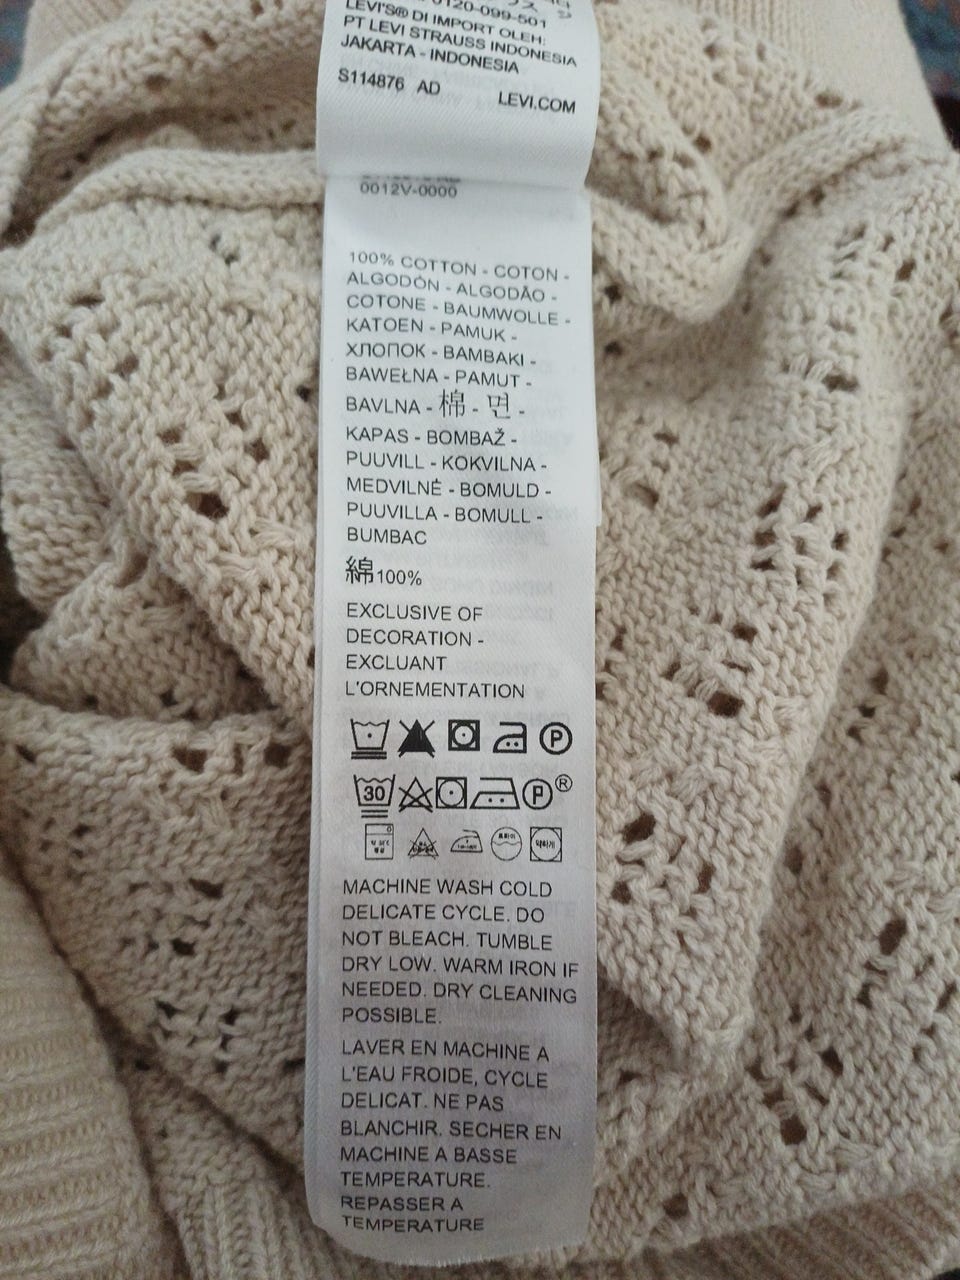 0120-099-501
LEVI'S® DI IMPORT OLEH:
PT LEVI STRAUSS INDONESIA
JAKARTA - INDONESIA
S114876 AD
LEVI.COM
0012V-0000
100% COTTON - COTON -
ALGODÓN - ALGODÃO -
COTONE - BAUMWOLLE -
KATOEN - PAMUK -
ХЛОПОК - BAMBAKI -
BAWEŁNA - PAMUT -
BAVLNA - 棉 - 면 -
KAPAS - BOMBAŽ -
PUUVILL - KOKVILNA -
MEDVILNĖ - BOMULD -
PUUVILLA - BOMULL -
BUMBAC
綿100%
EXCLUSIVE OF
DECORATION -
EXCLUANT
L'ORNEMENTATION
P
30 P ®
약하게
MACHINE WASH COLD
DELICATE CYCLE. DO
NOT BLEACH. TUMBLE
DRY LOW. WARM IRON IF
NEEDED. DRY CLEANING
POSSIBLE.
LAVER EN MACHINE A
L'EAU FROIDE, CYCLE
DELICAT. NE PAS
BLANCHIR. SECHER EN
MACHINE A BASSE
TEMPERATURE.
REPASSER A
TEMPERATURE